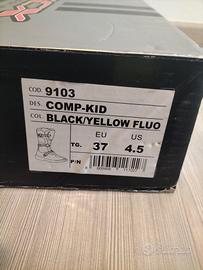 COD. 9103
DES. COMP-KID
COL. BLACK/YELLOW FLUO
EU US
TG. 37 4.5
P/N